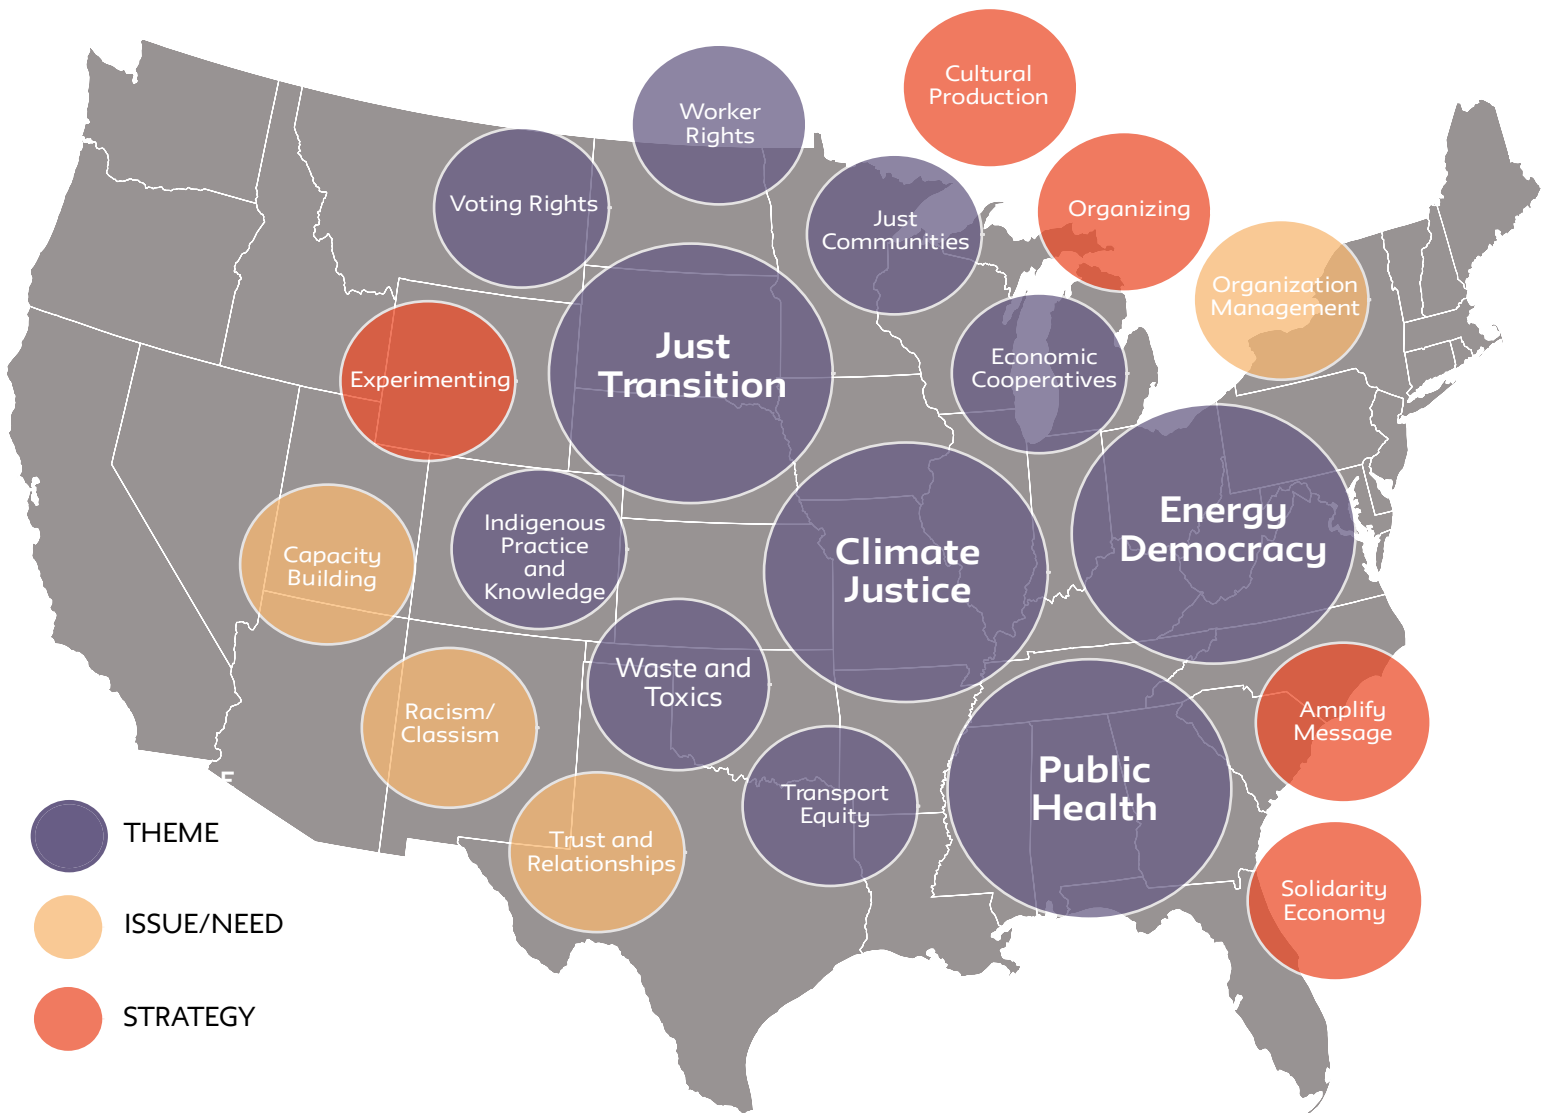 Cultural
Production
Worker
Rights
Voting Rights
Organizing
Just
Communities
Organization
Management
Just
Transition
Economic
Cooperatives
Experimenting
Energy
Democracy
Indigenous
Practice
and
Knowledge
Capacity
Building
Climate
Justice
Waste and
Toxics
Racism/
Classism
Amplify
Message
Public
Health
Transport
Equity
Trust and
Relationships
Solidarity
Economy
E
THEME
ISSUE/NEED
STRATEGY